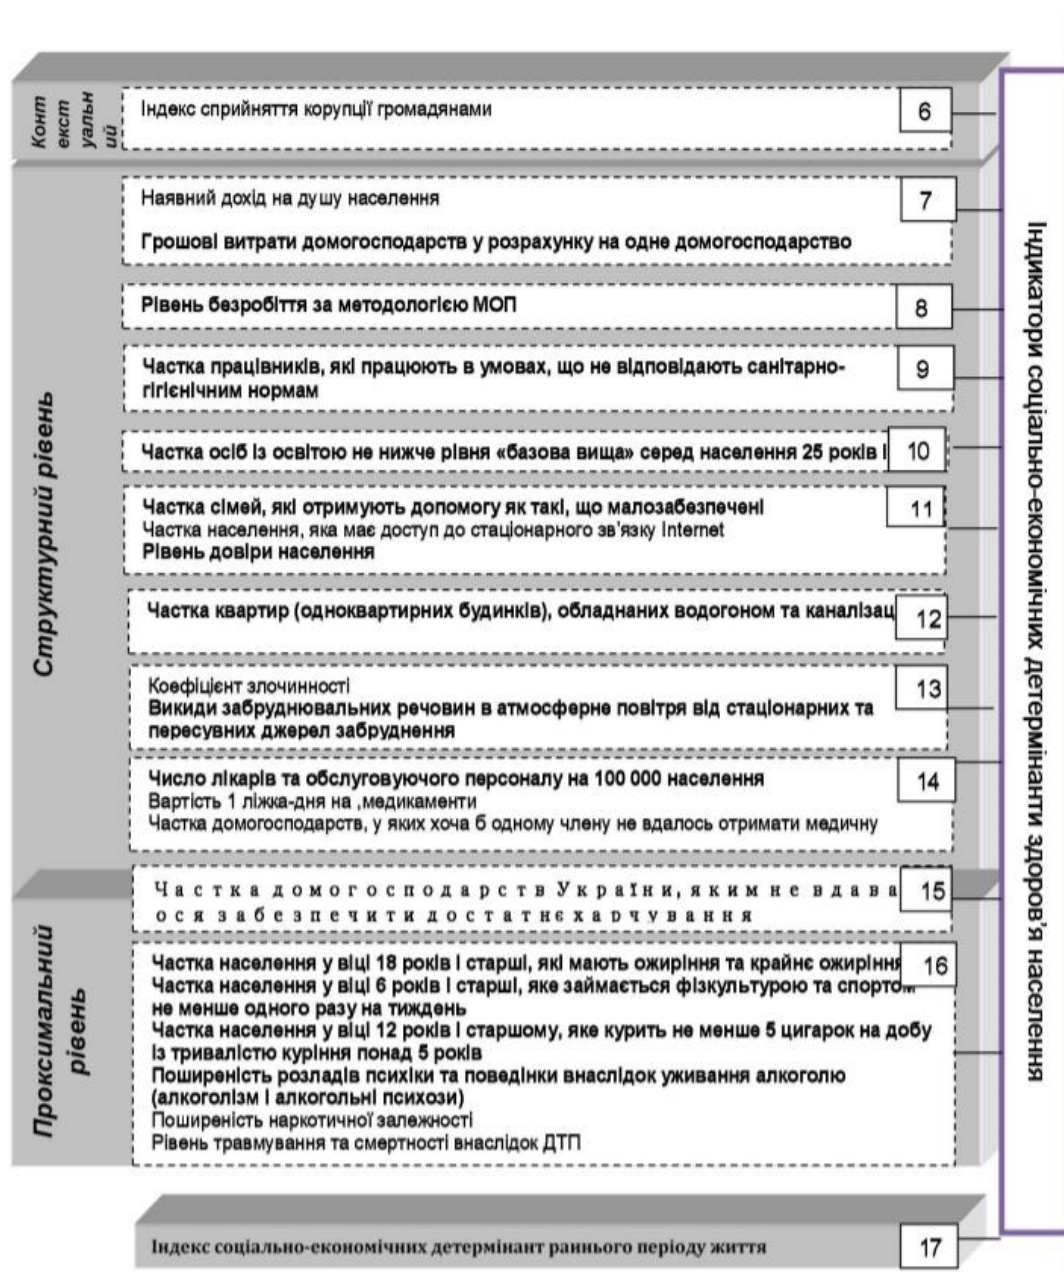 Конт
екст
уальн
ий
Індекс сприйняття корупції громадянами
6
Структурний рівень
Наявний дохід на душу населення
7
Грошові витрати домогосподарств у розрахунку на одне домогосподарство
Рівень безробіття за методологією МОП
8
Частка працівників, які працюють в умовах, що не відповідають санітарно-
гігієнічним нормам
9
Частка осіб із освітою не нижче рівня «базова вища» серед населення 25 років і
10
Частка сімей, які отримують допомогу як такі, що малозабезпечені
11
Частка населення, яка має доступ до стаціонарного зв'язку Internet
Рівень довіри населення
Частка квартир (одноквартирних будинків), обладнаних водогоном та каналізац
12
Коефіцієнт злочинності
13
Викиди забруднювальних речовин в атмосферне повітря від стаціонарних та
пересувних джерел забруднення
Число лікарів та обслуговуючого персоналу на 100 000 населення
14
Вартість 1 ліжка-дня на ,медикаменти
Частка домогосподарств, у яких хоча б одному члену не вдалось отримати медичну
Проксимальний
рівень
Частка домогосподарств України, яким не вдава
15
ося забезпечити достатнє харчування
Частка населення у віці 18 років і старші, які мають ожиріння та крайнє ожиріння
16
Частка населення у віці 6 років і старші, яке займається фізкультурою та спортом
не менше одного разу на тиждень
Частка населення у віці 12 років і старшому, яке курить не менше 5 цигарок на добу
із тривалістю куріння понад 5 років
Поширеність розладів психіки та поведінки внаслідок уживання алкоголю
(алкоголізм і алкогольні психози)
Поширеність наркотичної залежності
Рівень травмування та смертності внаслідок ДТП
Індекс соціально-економічних детермінант раннього періоду життя
17
Індикатори соціально-економічних детермінанти здоров'я населення